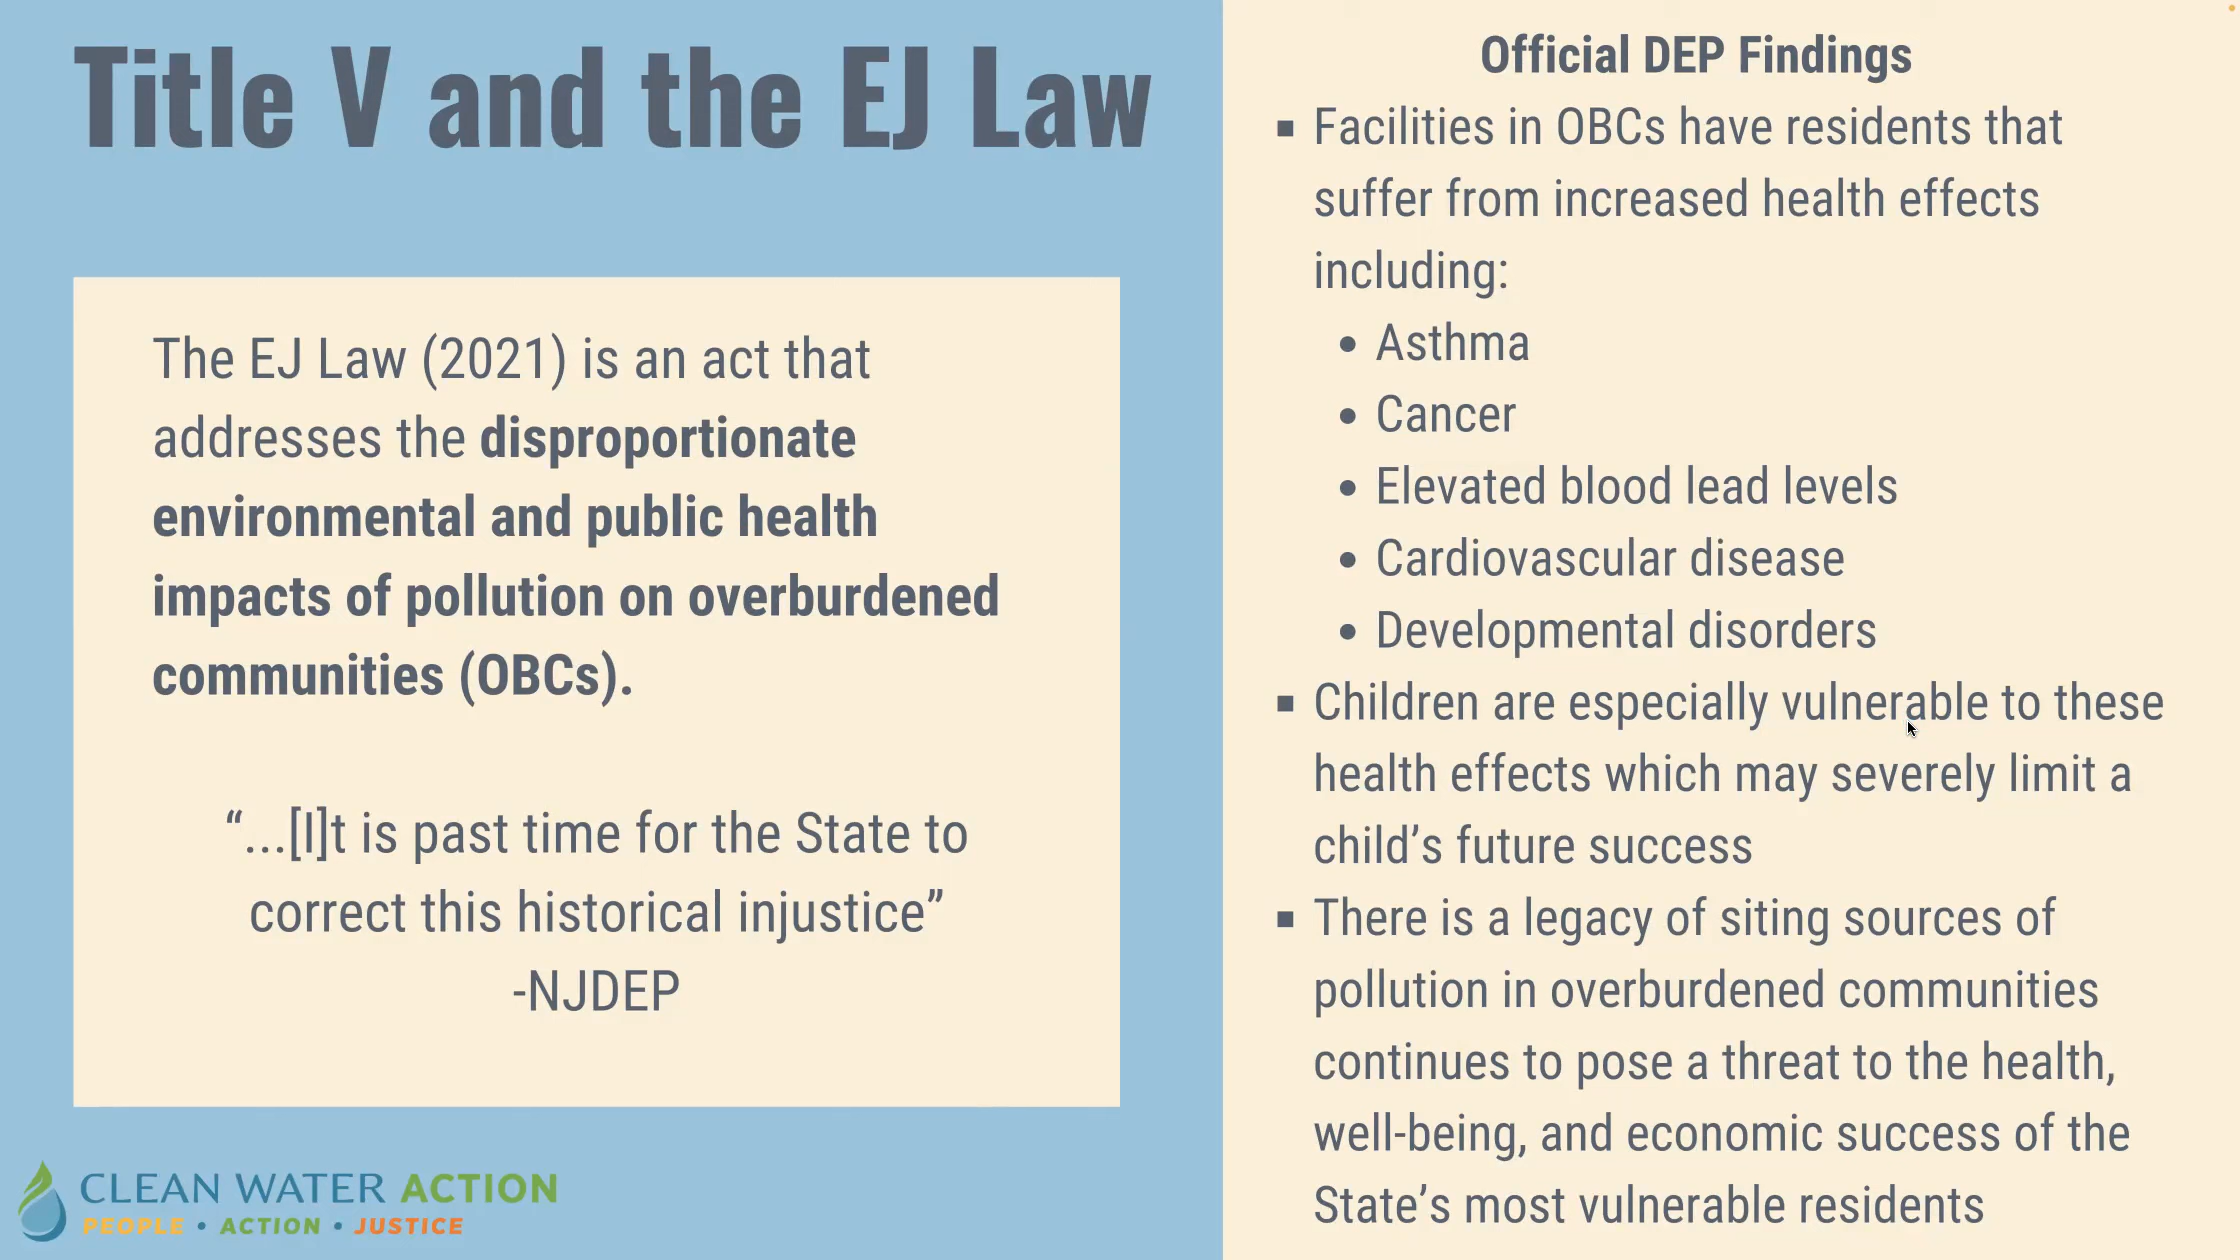 Title V and the EJ Law
The EJ Law (2021) is an act that
addresses the disproportionate
environmental and public health
impacts of pollution on overburdened
communities (OBCs).
“...[I]t is past time for the State to
correct this historical injustice”
-NJDEP
CLEAN WATER ACTION
PEOPLE • ACTION • JUSTICE
Official DEP Findings
▪ Facilities in OBCs have residents that
suffer from increased health effects
including:
• Asthma
• Cancer
• Elevated blood lead levels
• Cardiovascular disease
• Developmental disorders
▪ Children are especially vulnerable to these
health effects which may severely limit a
child’s future success
▪ There is a legacy of siting sources of
pollution in overburdened communities
continues to pose a threat to the health,
well-being, and economic success of the
State’s most vulnerable residents